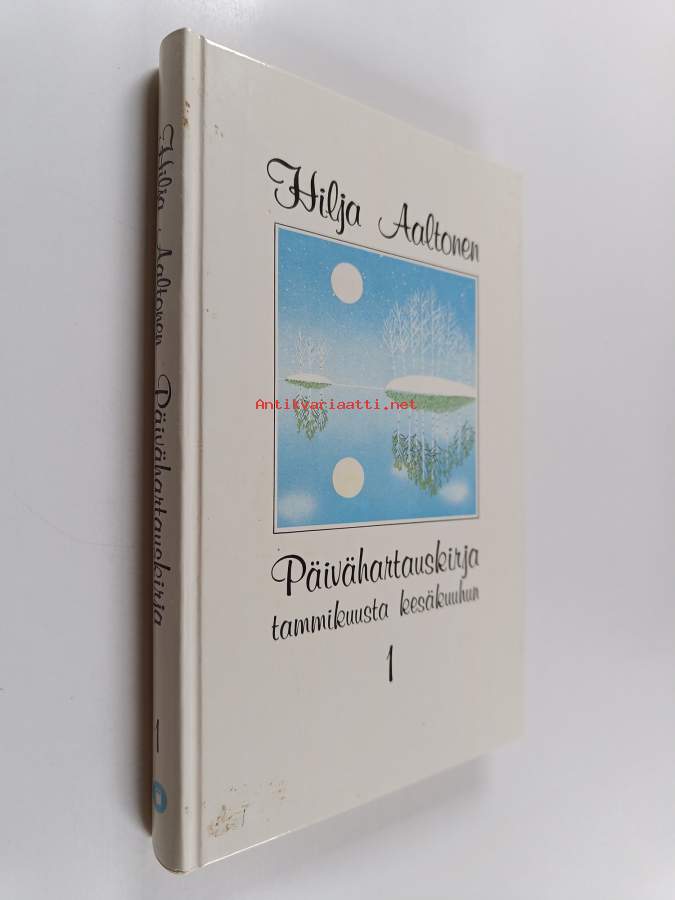 Hilja Aaltonen Päivähartauskirja 1
Hilja Aaltonen
Antikvariaatti.net
Päivähartauskirja
tammikuusta kesäkuuhun
1